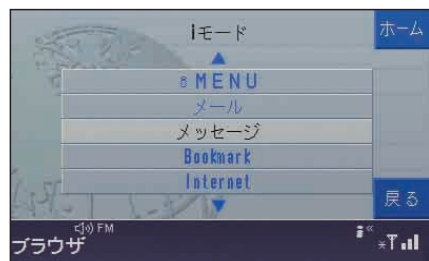 iモード
ホーム
MENU
メール
メッセージ
Bookmark
Internet
戻る
FM
ブラウザ